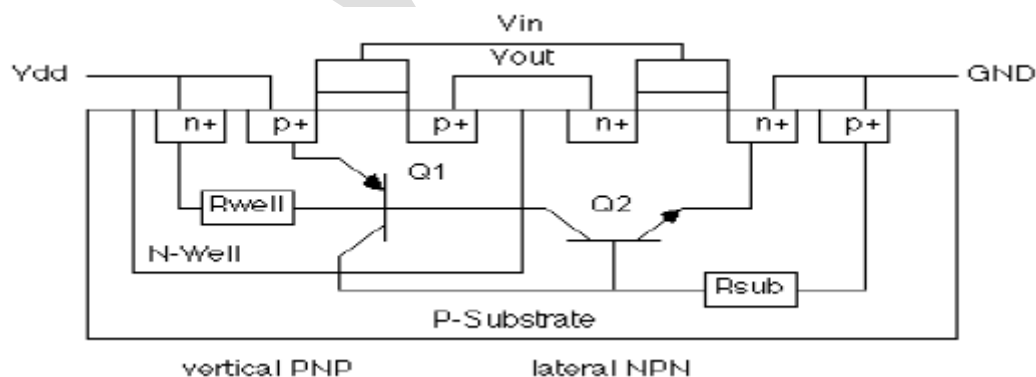 Vin
Vout
Vdd
GND
n+ p+ p+ n+ n+ p+
Q1
Rwell
Q2
N-Well
Rsub
P-Substrate
vertical PNP lateral NPN